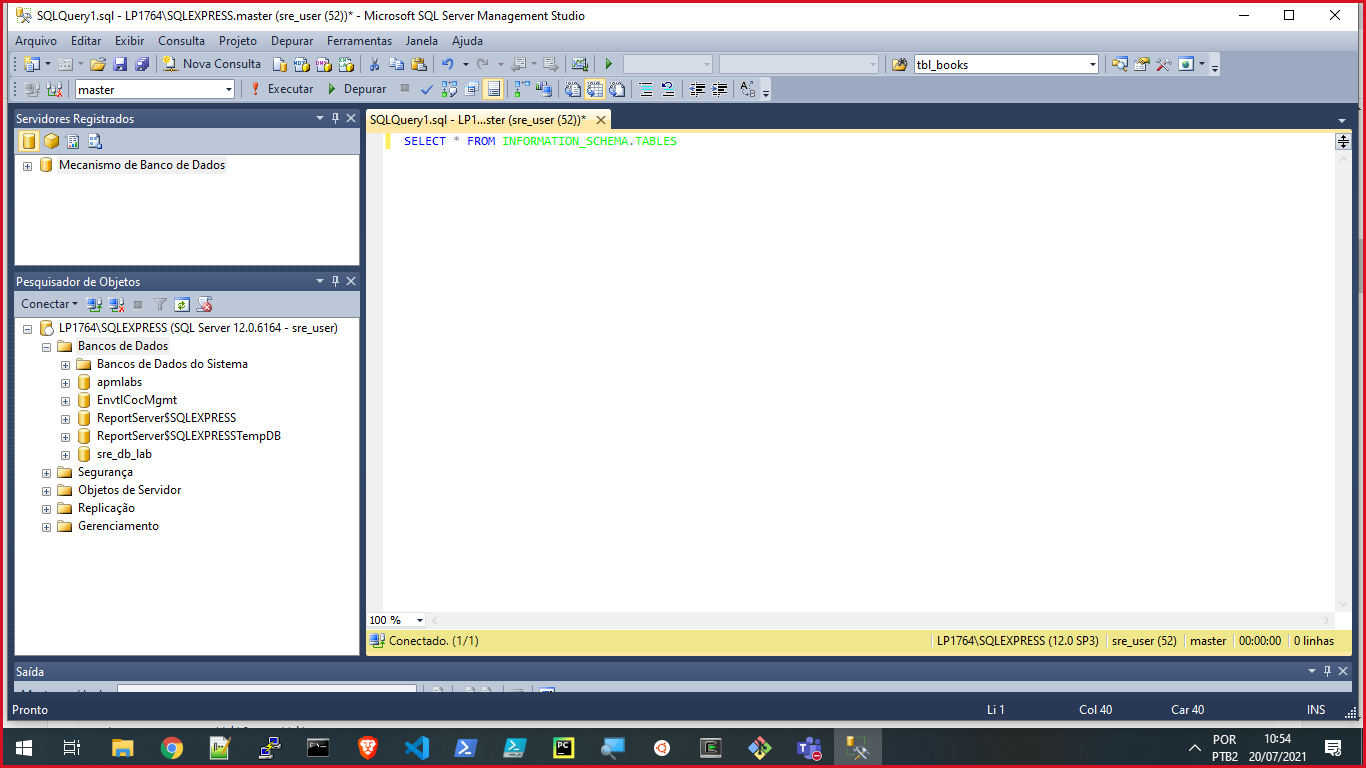 SQLQuery1.sql - LP1764\SQLEXPRESS.master (sre_user (52))* - Microsoft SQL Server Management Studio
Arquivo Editar Exibir Consulta Projeto Depurar Ferramentas Janela Ajuda
Nova Consulta tbl_books
master Executar Depurar
Servidores Registrados
Mecanismo de Banco de Dados
Pesquisador de Objetos
Conectar
LP1764\SQLEXPRESS (SQL Server 12.0.6164 - sre_user)
Bancos de Dados
Bancos de Dados do Sistema
apmlabs
EnvtlCocMgmt
ReportServer$SQLEXPRESS
ReportServer$SQLEXPRESSTempDB
sre_db_lab
Segurança
Objetos de Servidor
Replicação
Gerenciamento
SQLQuery1.sql - LP1...ster (sre_user (52))*
SELECT * FROM INFORMATION_SCHEMA.TABLES
100 %
Conectado. (1/1) LP1764\SQLEXPRESS (12.0 SP3) sre_user (52) master 00:00:00 0 linhas
Saída
Pronto Li 1 Col 40 Car 40 INS
POR 10:54
PTB2 20/07/2021